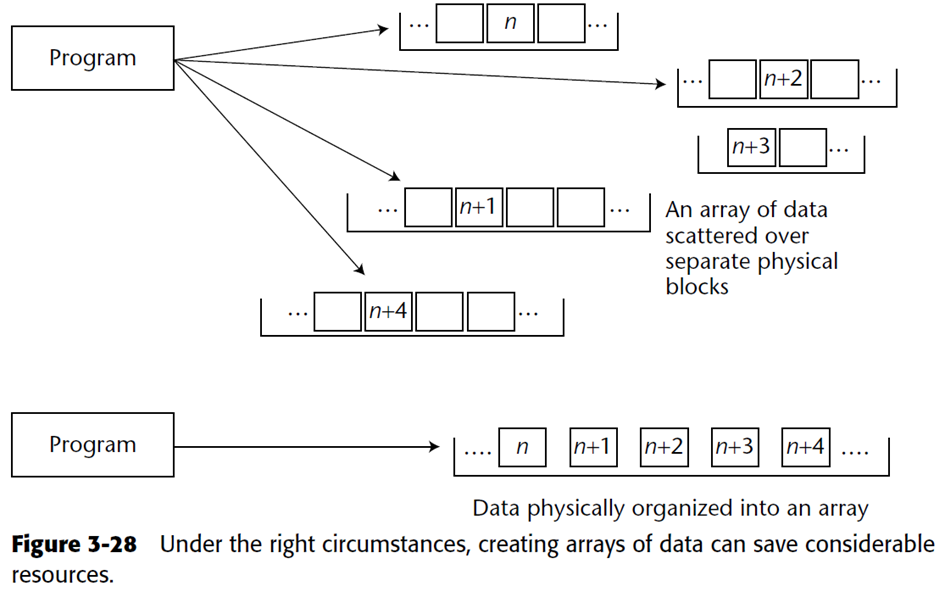 Program
... n ...
... n+2 ...
n+3 ...
... n+1 ...
An array of data
scattered over
separate physical
blocks
... n+4 ...
Program
.... n n+1 n+2 n+3 n+4 ....
Data physically organized into an array
Figure 3-28 Under the right circumstances, creating arrays of data can save considerable
resources.